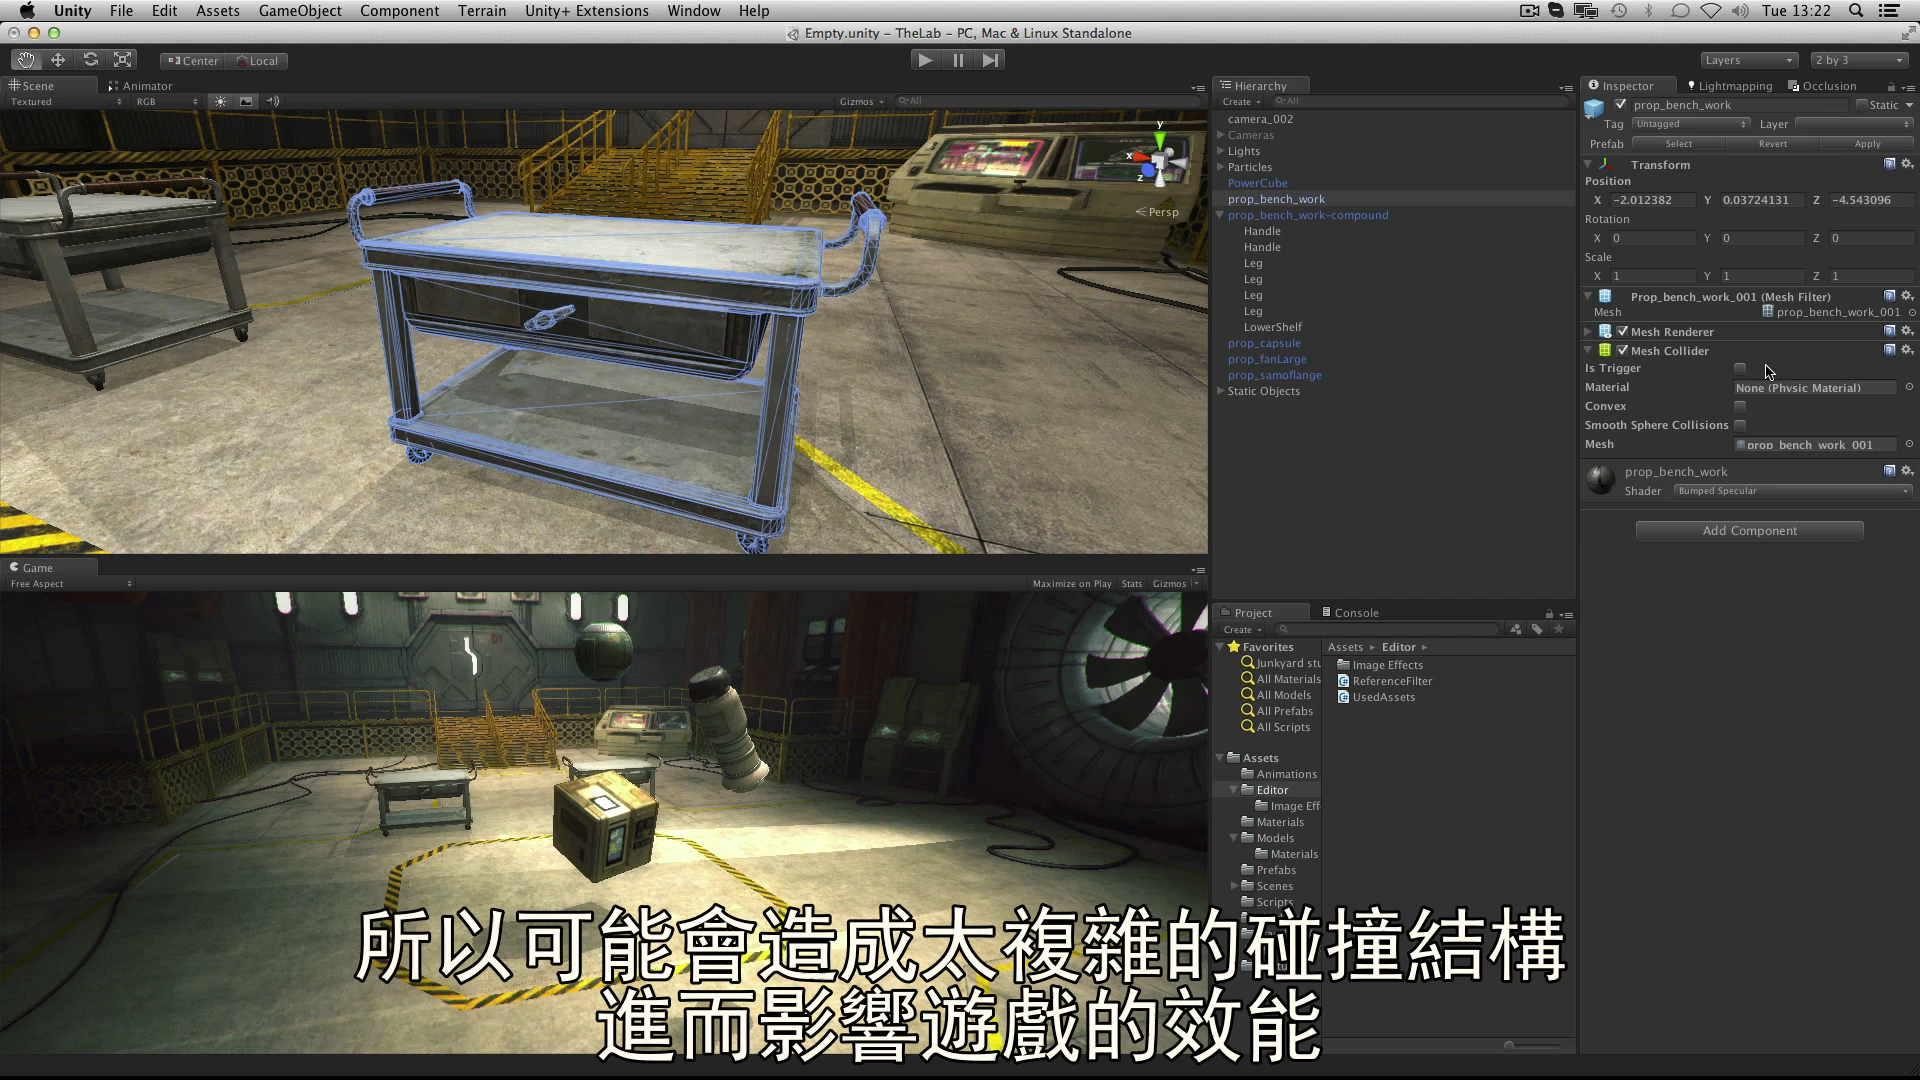 Unity File Edit Assets GameObject Component Terrain Unity+ Extensions Window Help Tue 13:22
Empty.unity – TheLab – PC, Mac & Linux Standalone
Center Local Layers 2 by 3
Scene Animator
Textured RGB Gizmos All
Persp
y
x
z
Hierarchy
Create All
camera_002
Cameras
Lights
Particles
PowerCube
prop_bench_work
prop_bench_work-compound
Handle
Handle
Leg
Leg
Leg
Leg
LowerShelf
prop_capsule
prop_fanLarge
prop_samoflange
Static Objects
Inspector Lightmapping Occlusion
prop_bench_work Static
Tag Untagged Layer
Prefab Select Revert Apply
Transform
Position
X -2.012382 Y 0.03724131 Z -4.543096
Rotation
X 0 Y 0 Z 0
Scale
X 1 Y 1 Z 1
Prop_bench_work_001 (Mesh Filter)
Mesh prop_bench_work_001
Mesh Renderer
Mesh Collider
Is Trigger
Material None (Physic Material)
Convex
Smooth Sphere Collisions
Mesh prop_bench_work_001
prop_bench_work
Shader Bumped Specular
Add Component
Game
Free Aspect Maximize on Play Stats Gizmos
Project Console
Create
Favorites
Junkyard stu
All Materials
All Models
All Prefabs
All Scripts
Assets
Animations
Editor
Image Eff
Materials
Models
Materials
Prefabs
Scenes
Scripts
Assets Editor
Image Effects
ReferenceFilter
UsedAssets
所以可能會造成太複雜的碰撞結構
進而影響遊戲的效能